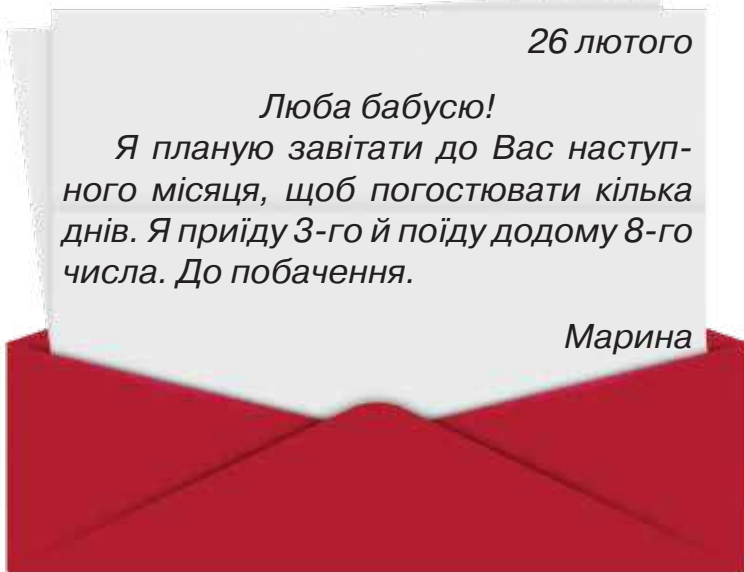 26 лютого
Люба бабусю!
Я планую завітати до Вас наступ-
ного місяця, щоб погостювати кілька
днів. Я приїду 3-го й поїду додому 8-го
числа. До побачення.
Марина